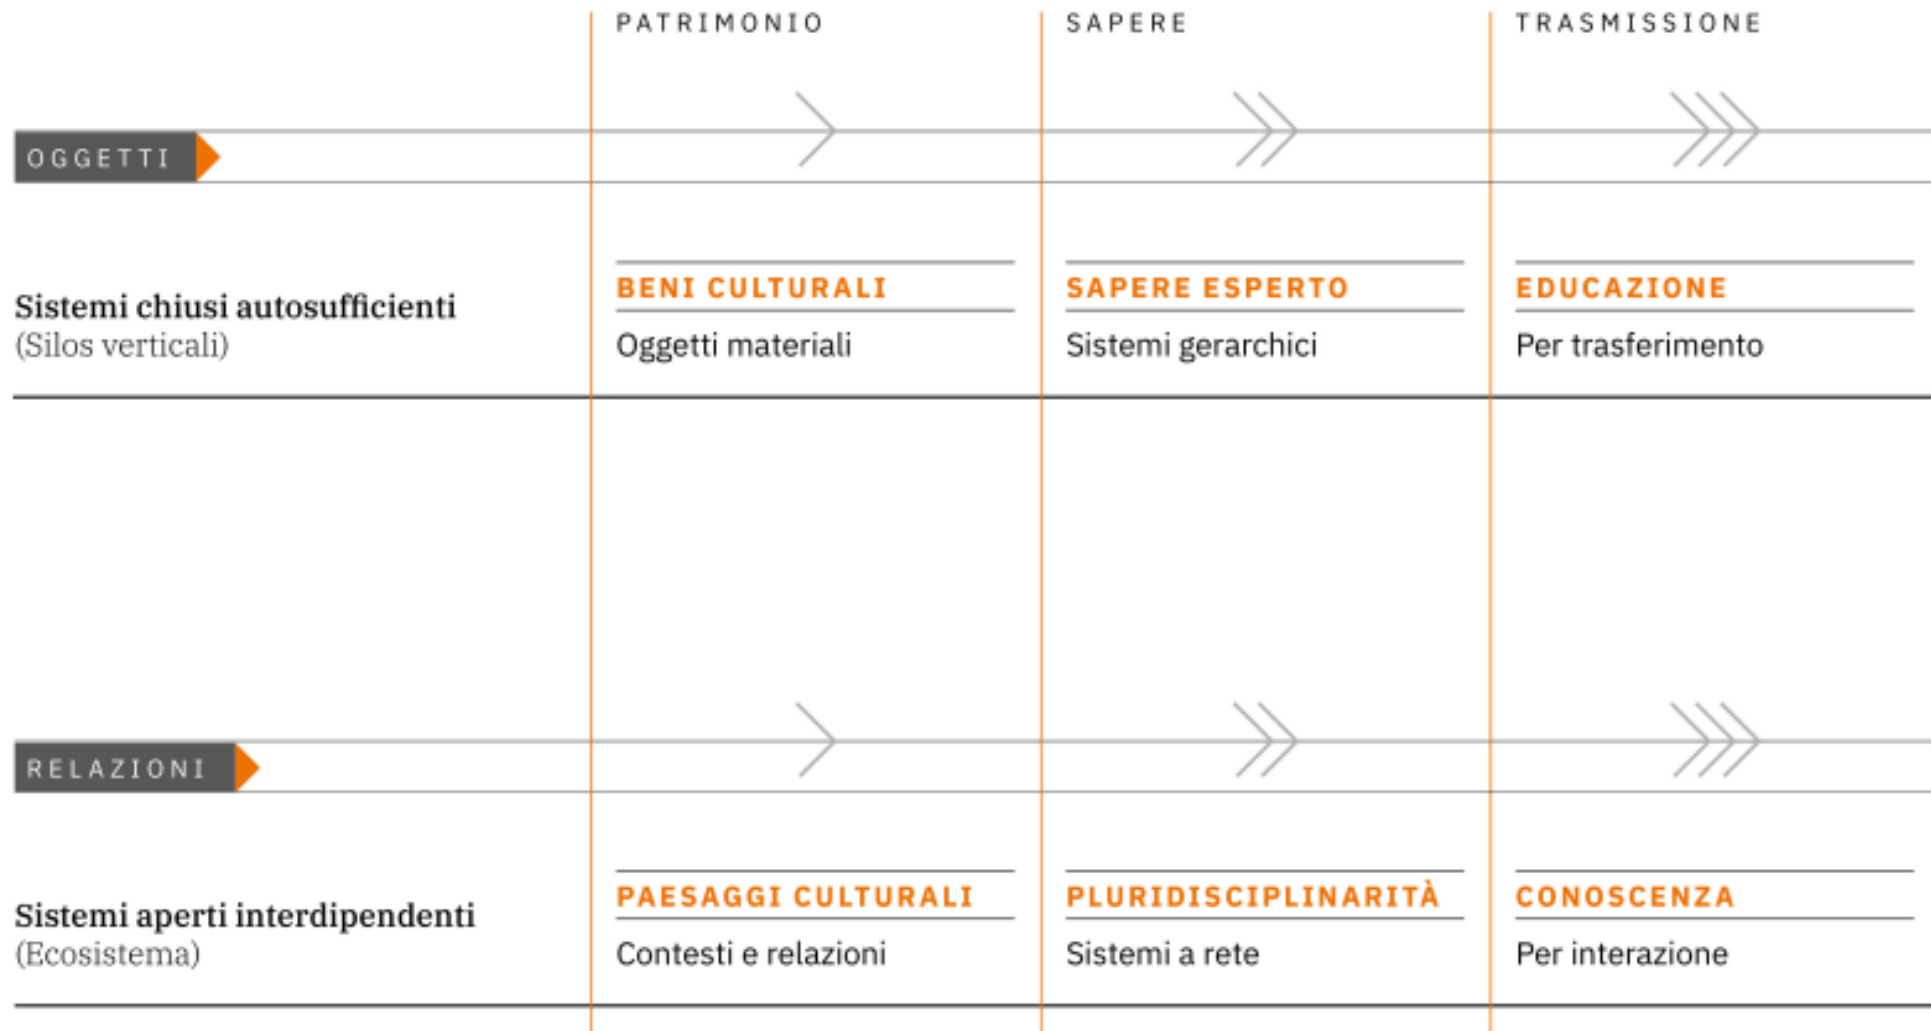 PATRIMONIO
SAPERE
TRASMISSIONE
OGGETTI
Sistemi chiusi autosufficienti
(Silos verticali)
BENI CULTURALI
Oggetti materiali
SAPERE ESPERTO
Sistemi gerarchici
EDUCAZIONE
Per trasferimento
RELAZIONI
Sistemi aperti interdipendenti
(Ecosistema)
PAESAGGI CULTURALI
Contesti e relazioni
PLURIDISCIPLINARITÀ
Sistemi a rete
CONOSCENZA
Per interazione